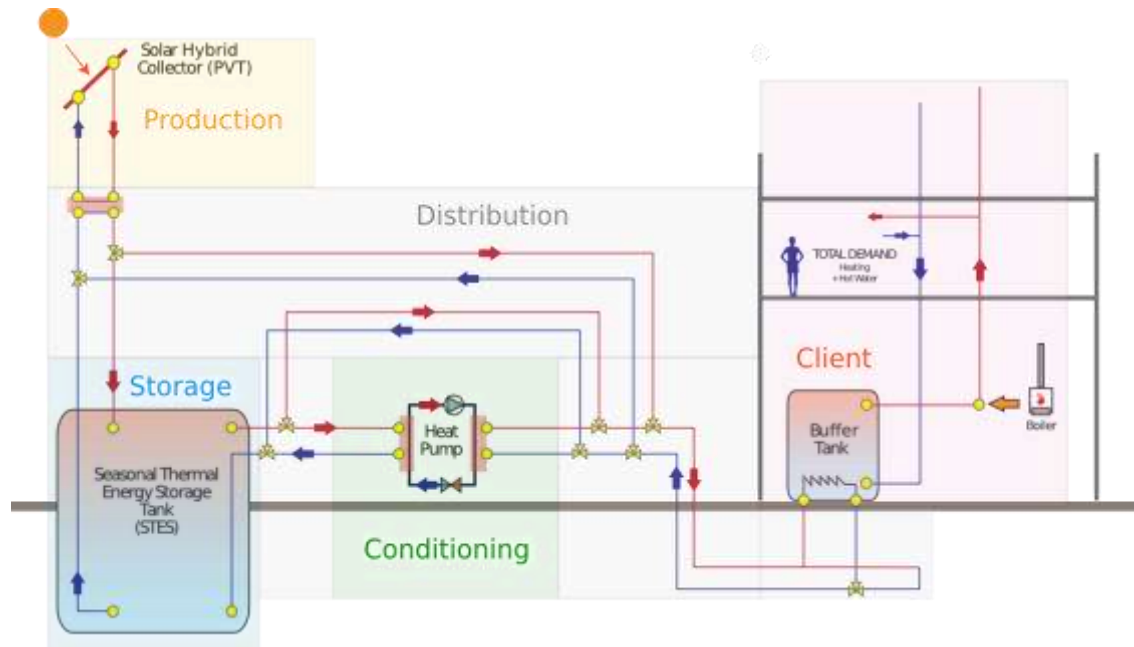 Solar Hybrid
Collector (PVT)
Production
Distribution
TOTAL DEMAND
Heating
+ Hot Water
Client
Storage
Boiler
Heat
Pump
Buffer
Tank
Seasonal Thermal
Energy Storage
Tank
(STES)
Conditioning